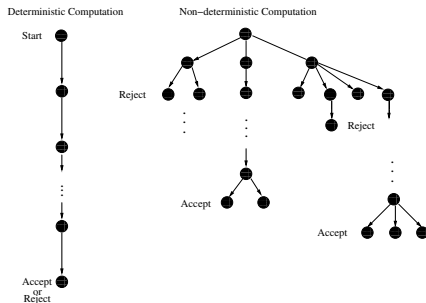 Deterministic Computation
Start
Accept
or
Reject
Non-deterministic Computation
Reject
Reject
Accept
Accept